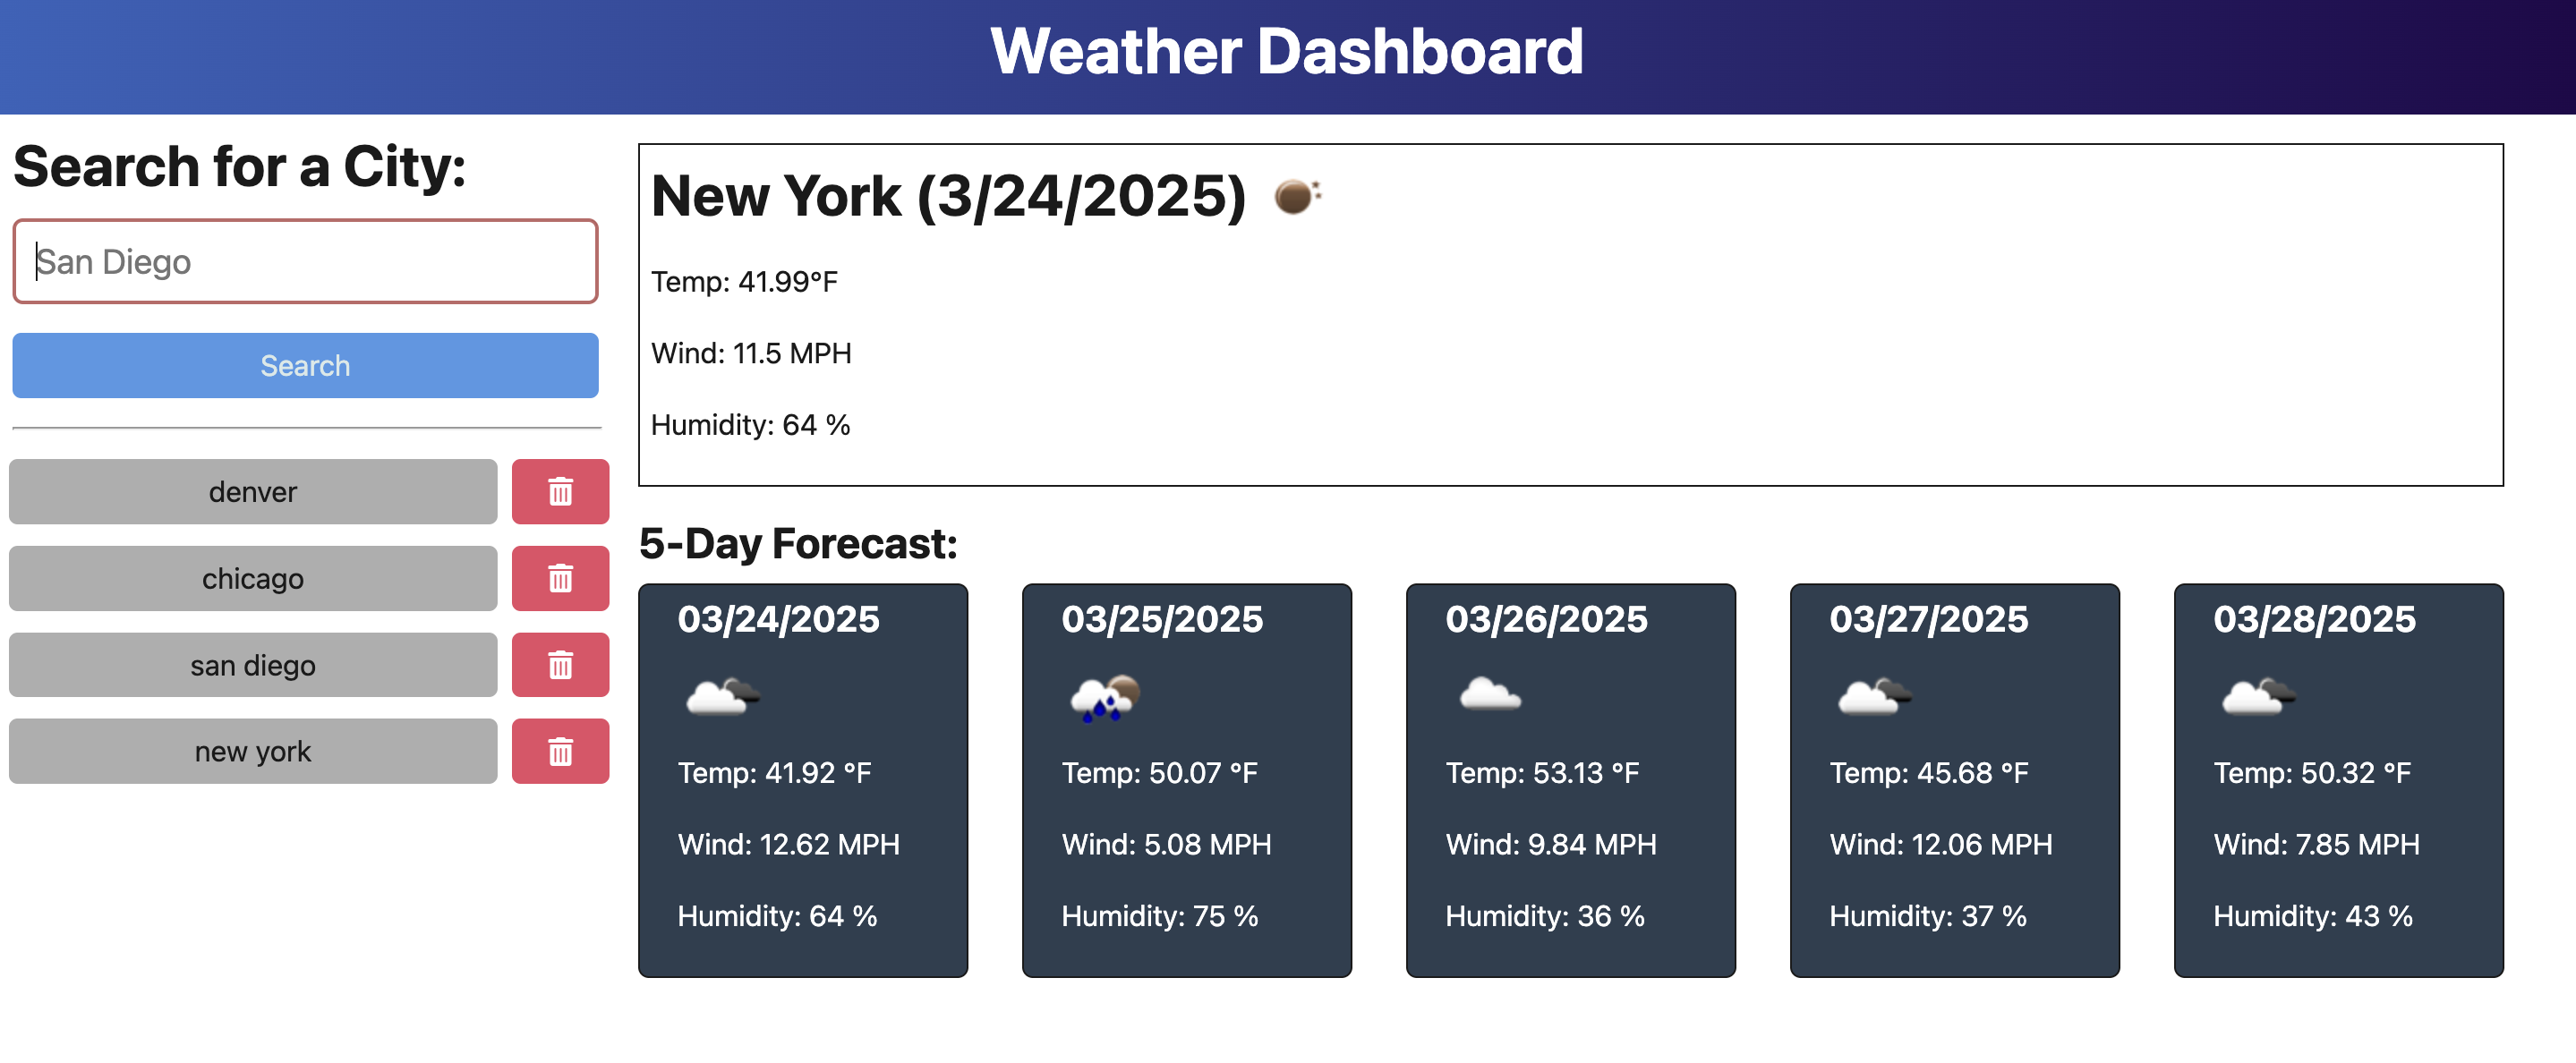 Weather Dashboard
Search for a City:
San Diego
Search
denver
chicago
san diego
new york
New York (3/24/2025)
Temp: 41.99°F
Wind: 11.5 MPH
Humidity: 64 %
5-Day Forecast:
03/24/2025
Temp: 41.92 °F
Wind: 12.62 MPH
Humidity: 64 %
03/25/2025
Temp: 50.07 °F
Wind: 5.08 MPH
Humidity: 75 %
03/26/2025
Temp: 53.13 °F
Wind: 9.84 MPH
Humidity: 36 %
03/27/2025
Temp: 45.68 °F
Wind: 12.06 MPH
Humidity: 37 %
03/28/2025
Temp: 50.32 °F
Wind: 7.85 MPH
Humidity: 43 %